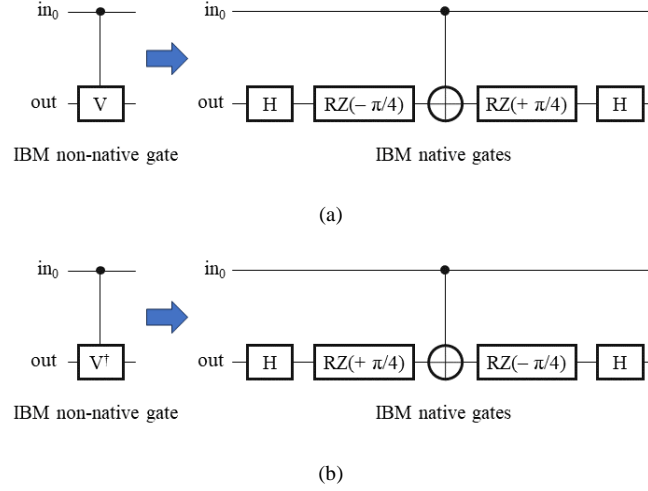 in₀
out V
IBM non-native gate
in₀
out H RZ(− π/4) RZ(+ π/4) H
IBM native gates
(a)
in₀
out V†
IBM non-native gate
in₀
out H RZ(+ π/4) RZ(− π/4) H
IBM native gates
(b)